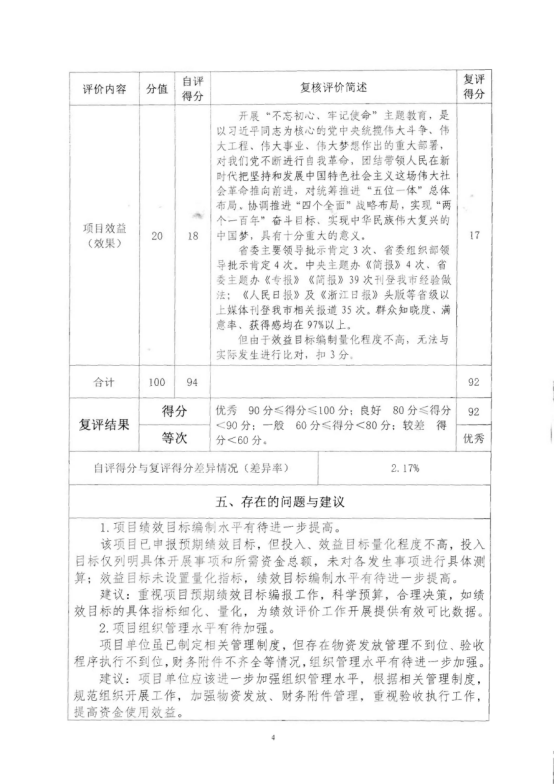 评价内容 分值 自评得分 复核评价简述 复评得分
开展“不忘初心、牢记使命”主题教育，是
以习近平同志为核心的党中央统揽伟大斗争、伟
大工程、伟大事业、伟大梦想作出的重大部署，
对我们党不断进行自我革命，团结带领人民在新
时代把坚持和发展中国特色社会主义这场伟大社
会革命推向前进，对统筹推进“五位一体”总体
布局、协调推进“四个全面”战略布局，实现“两
个一百年”奋斗目标、实现中华民族伟大复兴的
中国梦，具有十分重大的意义。
项目效益
（效果） 20 18 17
省委主要领导批示肯定3次、省委组织部领
导批示肯定4次。中央主题办《简报》4次、省
委主题办《专报》《简报》39次刊登我市经验做
法；《人民日报》及《浙江日报》头版等省级以
上媒体刊登我市相关报道35次。群众知晓度、满
意率、获得感均在97%以上。
但由于效益目标编制量化程度不高，无法与
实际发生进行比对，扣3分。
合计 100 94 92
复评结果 得分 优秀 90分≤得分≤100分；良好 80分≤得分
<90分；一般 60分≤得分<80分；较差 得
分<60分。 92
等次 优秀
自评得分与复评得分差异情况（差异率） 2.17%
五、存在的问题与建议
1.项目绩效目标编制水平有待进一步提高。
该项目已申报预期绩效目标，但投入、效益目标量化程度不高，投入
目标仅列明具体开展事项和所需资金总额，未对各发生事项进行具体测
算；效益目标未设置量化指标，绩效目标编制水平有待进一步提高。
建议：重视项目预期绩效目标编报工作，科学预算，合理决策，如绩
效目标的具体指标细化、量化，为绩效评价工作开展提供有效可比数据。
2.项目组织管理水平有待加强。
项目单位虽已制定相关管理制度，但存在物资发放管理不到位、验收
程序执行不到位，财务附件不齐全等情况，组织管理水平有待进一步加强。
建议：项目单位应该进一步加强组织管理水平，根据相关管理制度，
规范组织开展工作，加强物资发放、财务附件管理，重视验收执行工作，
提高资金使用效益。
4